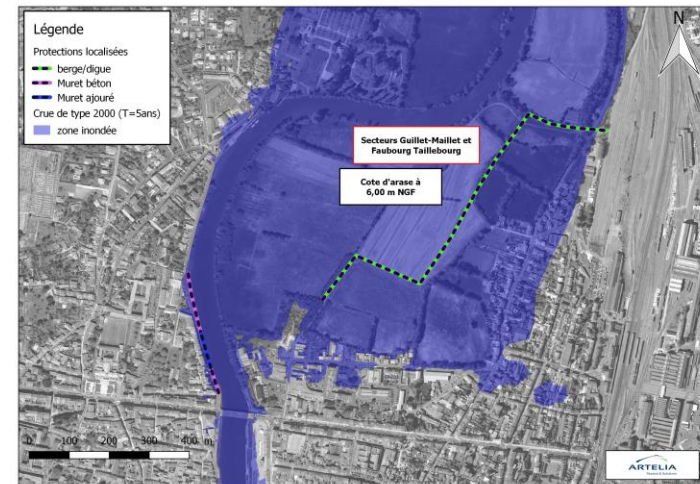 Légende
Protections localisées
berge/digue
Muret béton
Muret ajouré
Crue de type 2000 (T=5ans)
zone inondée
N
Secteurs Guillet-Maillet et
Faubourg Taillebourg
Cote d'arase à
6,00 m NGF
0 100 200 300 400 m
ARTELIA